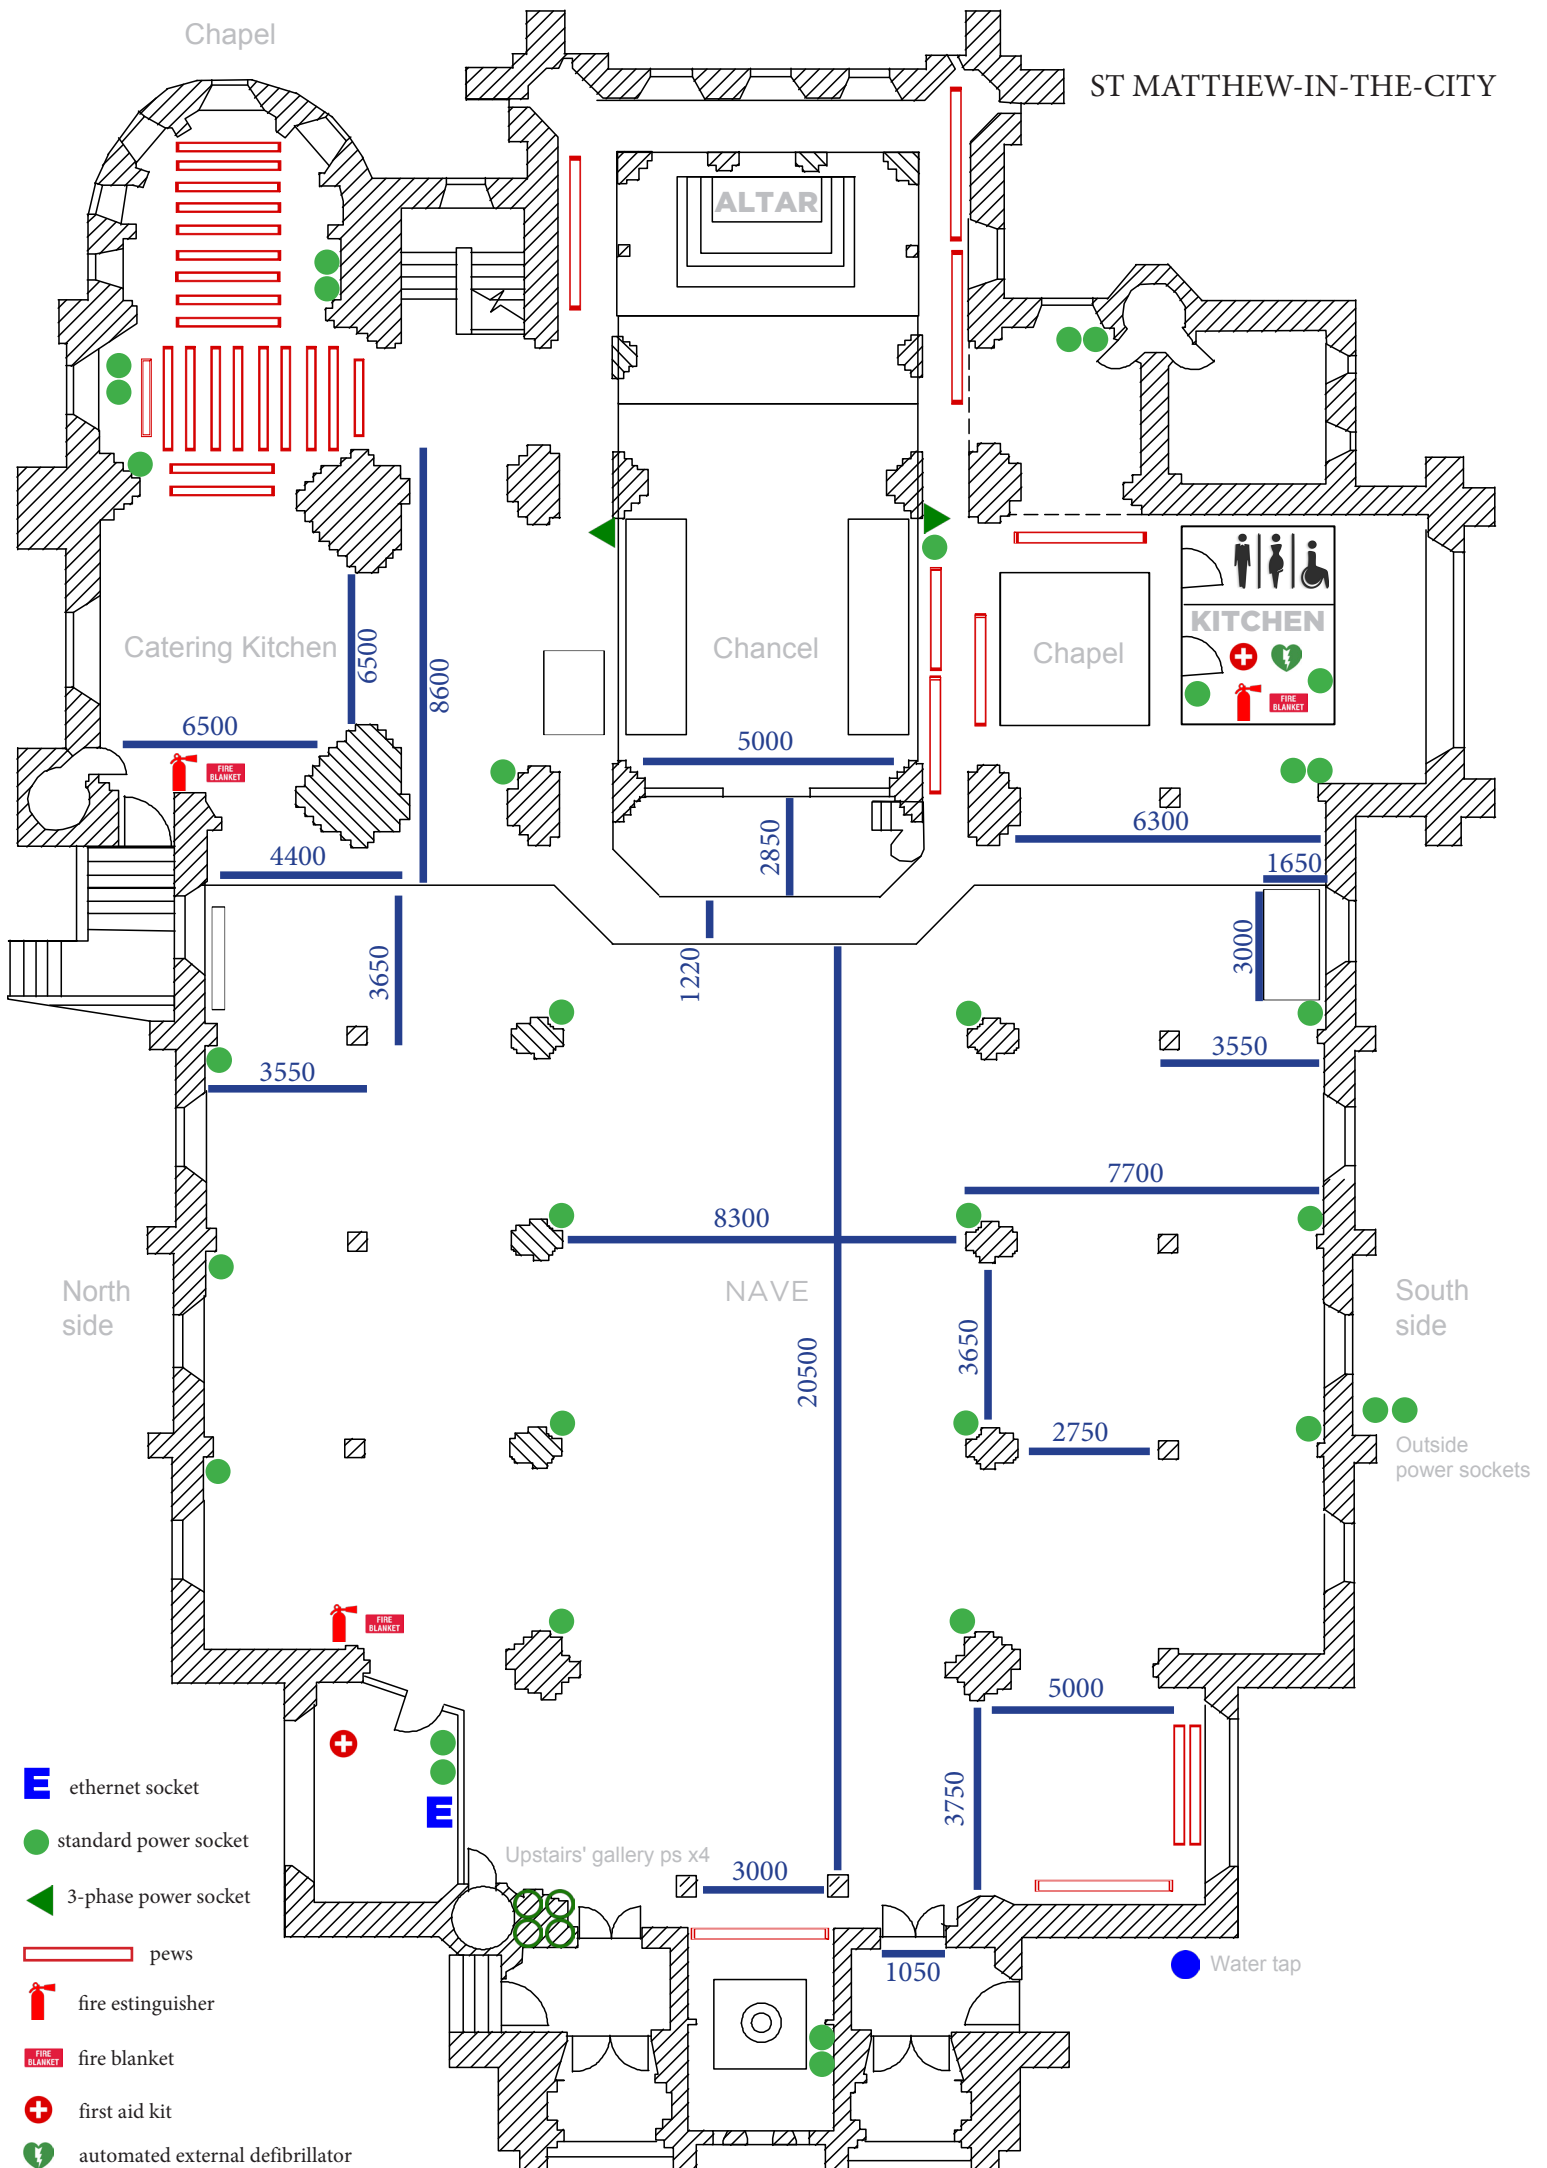 Chapel
ST MATTHEW-IN-THE-CITY
ALTAR
Catering Kitchen
6500
8600
6500
Chancel
5000
Chapel
KITCHEN
FIRE
BLANKET
FIRE
BLANKET
4400
2850
6300
1650
3650
1220
3000
3550
3550
7700
8300
North
side
NAVE
South
side
20500
3650
2750
Outside
power sockets
FIRE
BLANKET
5000
3750
E
ethernet socket
E
standard power socket
Upstairs' gallery ps x4
3000
3-phase power socket
pews
1050
Water tap
fire estinguisher
FIRE
BLANKET
fire blanket
first aid kit
automated external defibrillator